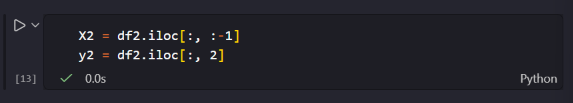 X2 = df2.iloc[:, :-1]
y2 = df2.iloc[:, 2]
[13] 0.0s Python